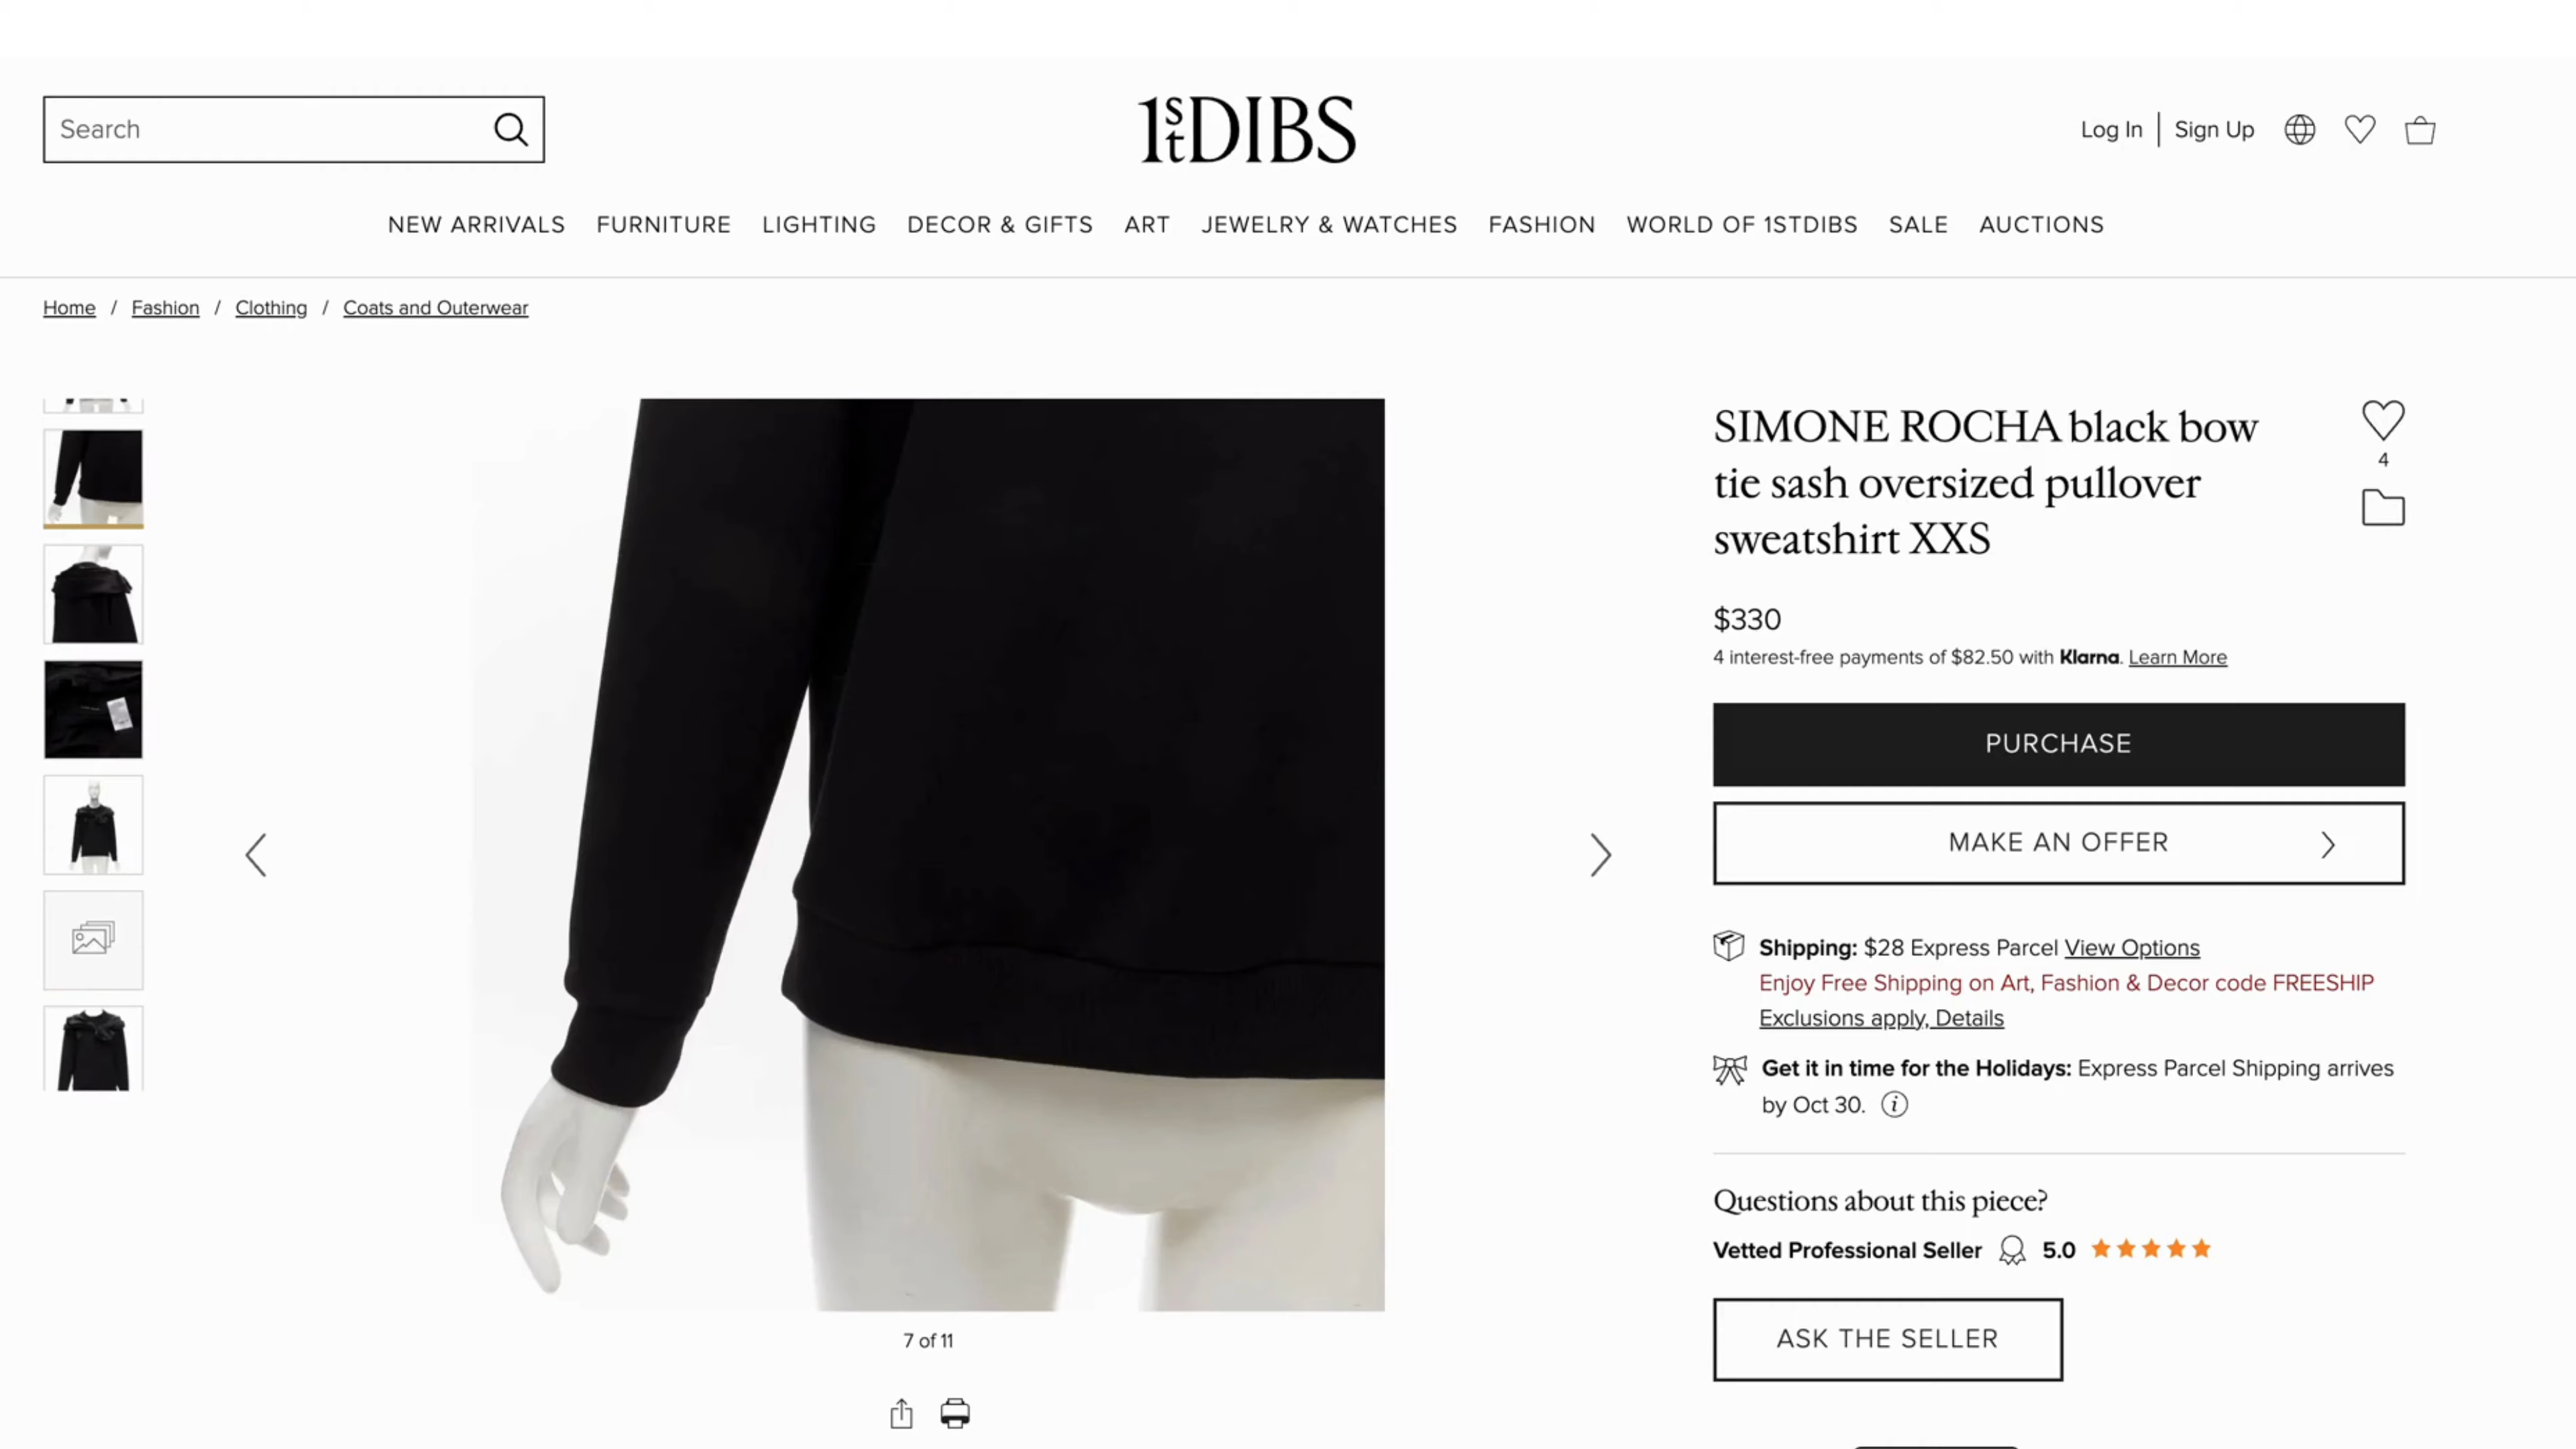 Search
1stDIBS
Log In
Sign Up
NEW ARRIVALS FURNITURE LIGHTING DECOR & GIFTS ART JEWELRY & WATCHES FASHION WORLD OF 1STDIBS SALE AUCTIONS
Home / Fashion / Clothing / Coats and Outerwear
SIMONE ROCHA black bow
tie sash oversized pullover
sweatshirt XXS
4
$330
4 interest-free payments of $82.50 with Klarna. Learn More
PURCHASE
MAKE AN OFFER
Shipping: $28 Express Parcel View Options
Enjoy Free Shipping on Art, Fashion & Decor code FREESHIP
Exclusions apply, Details
Get it in time for the Holidays: Express Parcel Shipping arrives
by Oct 30.
Questions about this piece?
Vetted Professional Seller 5.0
ASK THE SELLER
7 of 11